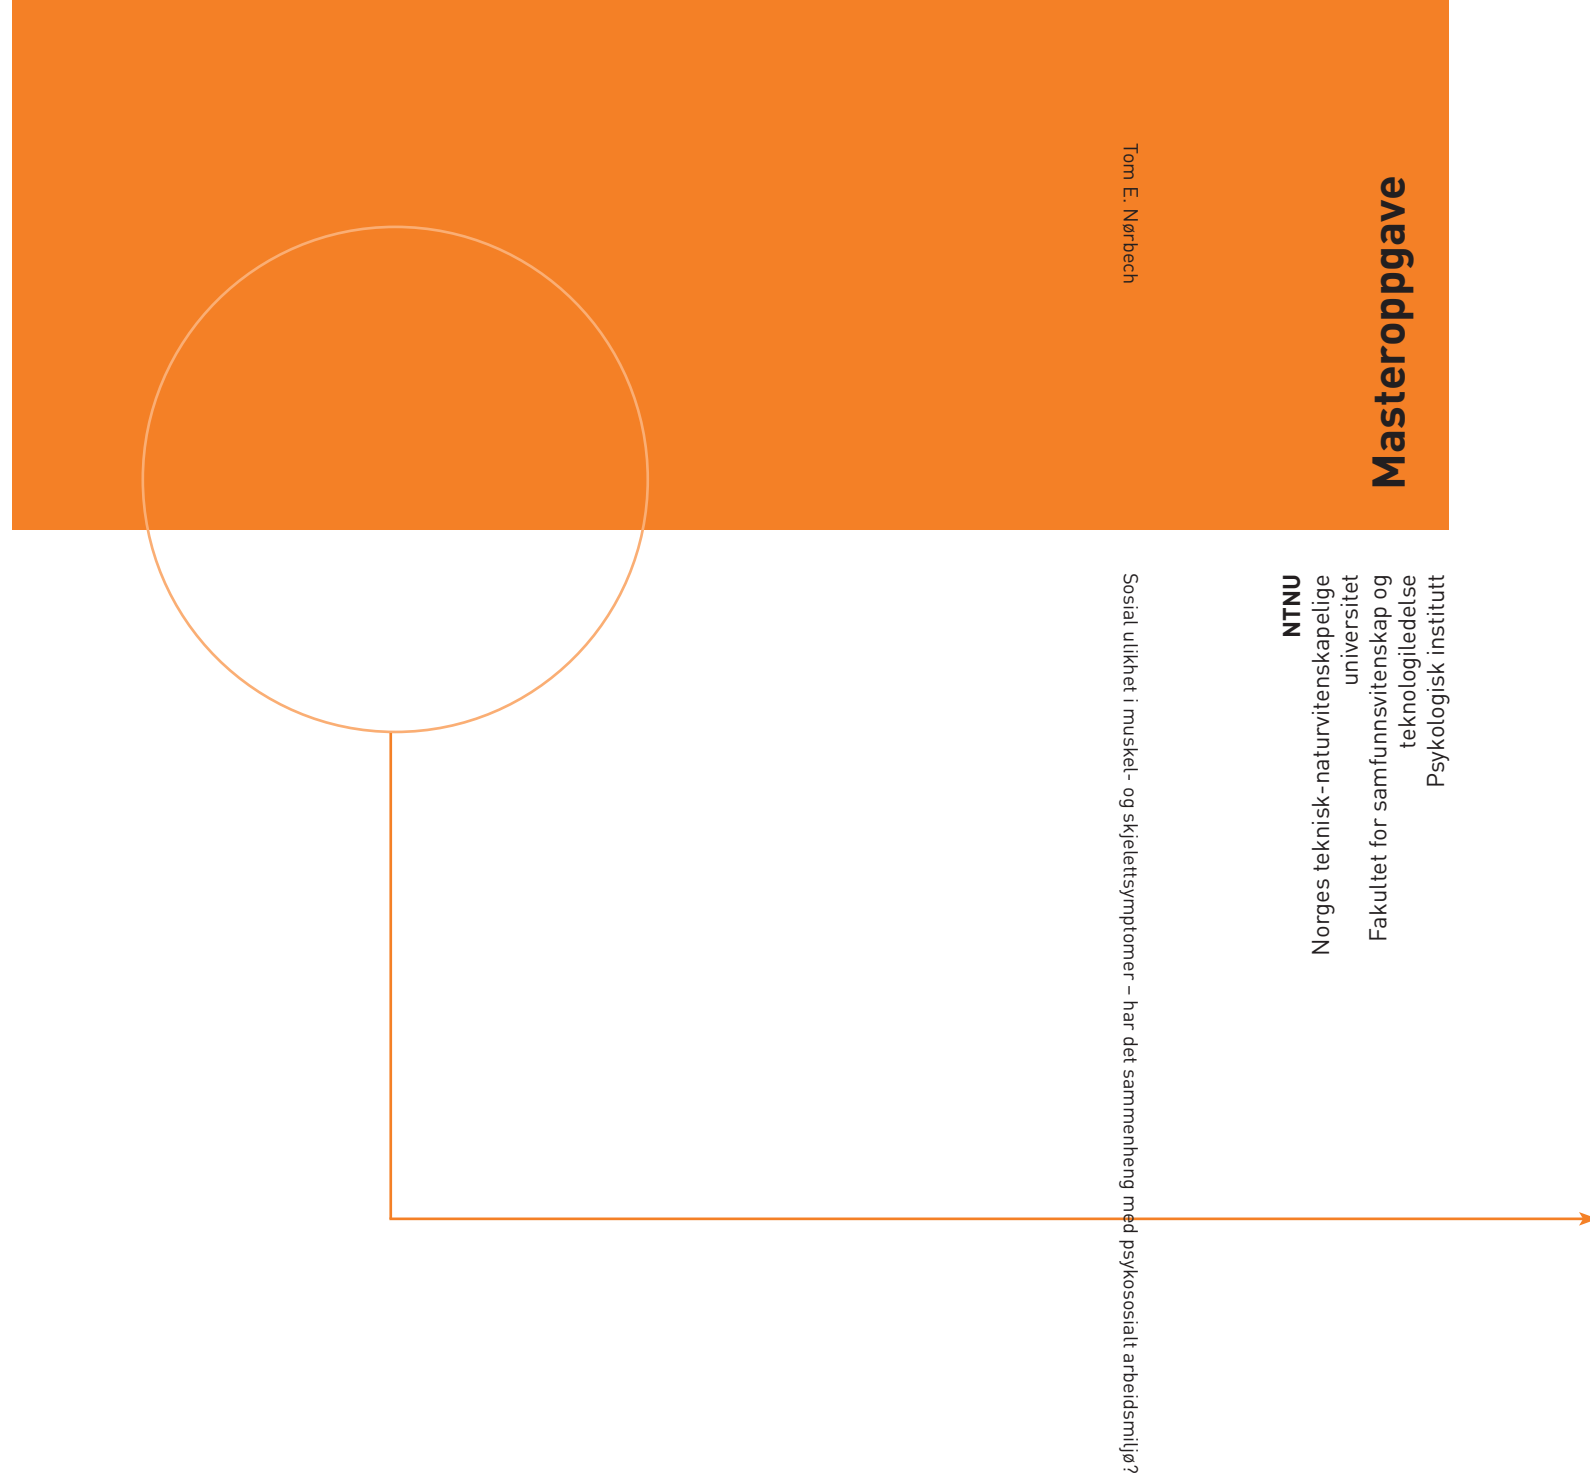 Masteroppgave
NTNU
Norges teknisk-naturvitenskapelige
universitet
Fakultet for samfunnsvitenskap og
teknologiledelse
Psykologisk institutt
Tom E. Nørbech
Sosial ulikhet i muskel- og skjelettsymptomer – har det sammenheng med psykososialt arbeidsmiljø?